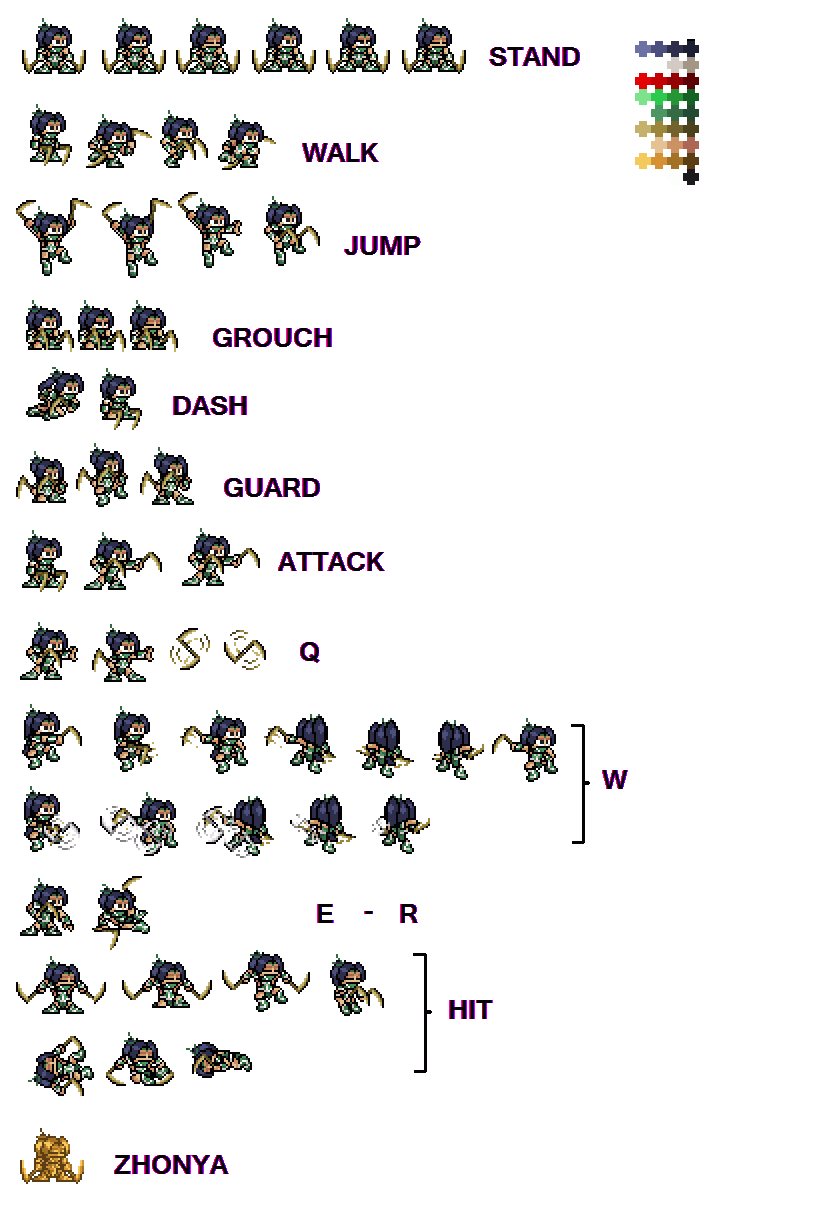 STAND
WALK
JUMP
GROUCH
DASH
GUARD
ATTACK
Q
W
E - R
HIT
ZHONYA